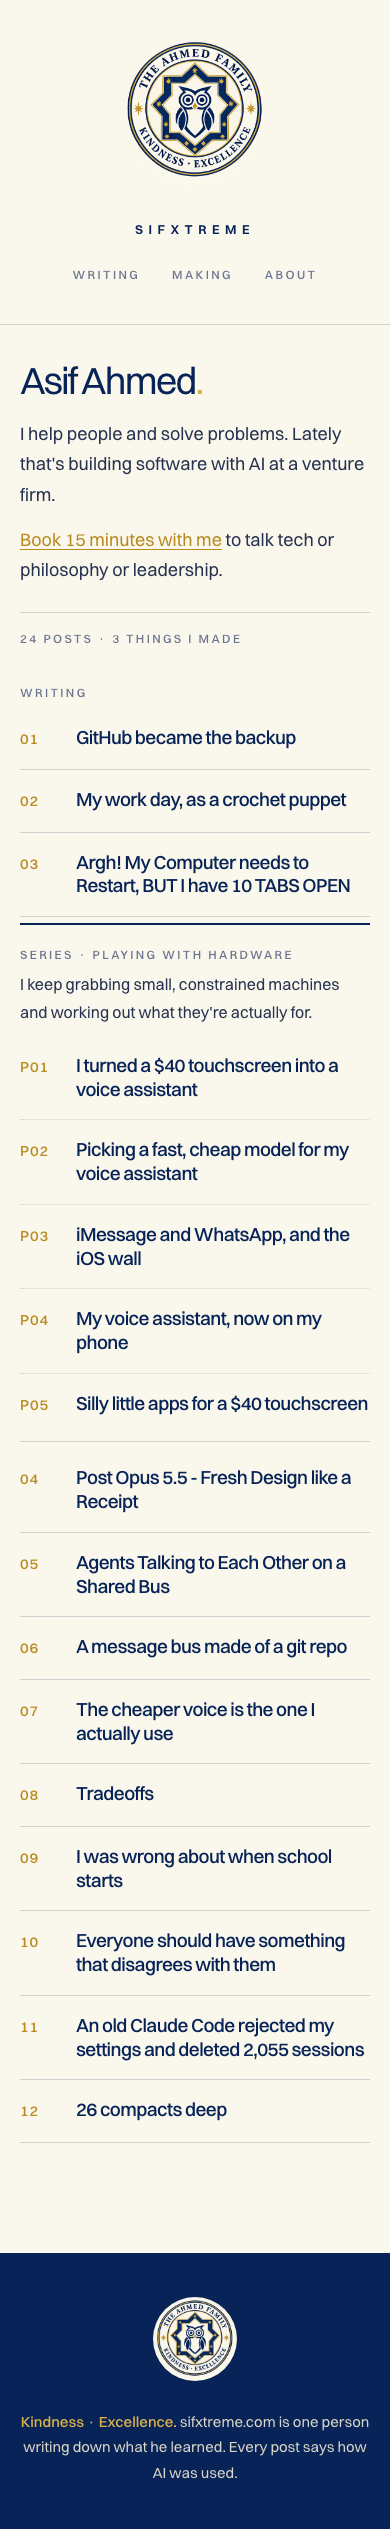 THE AHMED FAMILY
KINDNESS · EXCELLENCE
SIFXTREME
WRITING MAKING ABOUT
Asif Ahmed.
I help people and solve problems. Lately
that's building software with AI at a venture
firm.
Book 15 minutes with me to talk tech or
philosophy or leadership.
24 POSTS · 3 THINGS I MADE
WRITING
01 GitHub became the backup
02 My work day, as a crochet puppet
03 Argh! My Computer needs to
Restart, BUT I have 10 TABS OPEN
SERIES · PLAYING WITH HARDWARE
I keep grabbing small, constrained machines
and working out what they're actually for.
P01 I turned a $40 touchscreen into a
voice assistant
P02 Picking a fast, cheap model for my
voice assistant
P03 iMessage and WhatsApp, and the
iOS wall
P04 My voice assistant, now on my
phone
P05 Silly little apps for a $40 touchscreen
04 Post Opus 5.5 - Fresh Design like a
Receipt
05 Agents Talking to Each Other on a
Shared Bus
06 A message bus made of a git repo
07 The cheaper voice is the one I
actually use
08 Tradeoffs
09 I was wrong about when school
starts
10 Everyone should have something
that disagrees with them
11 An old Claude Code rejected my
settings and deleted 2,055 sessions
12 26 compacts deep
THE AHMED FAMILY
KINDNESS · EXCELLENCE
Kindness · Excellence. sifxtreme.com is one person
writing down what he learned. Every post says how
AI was used.